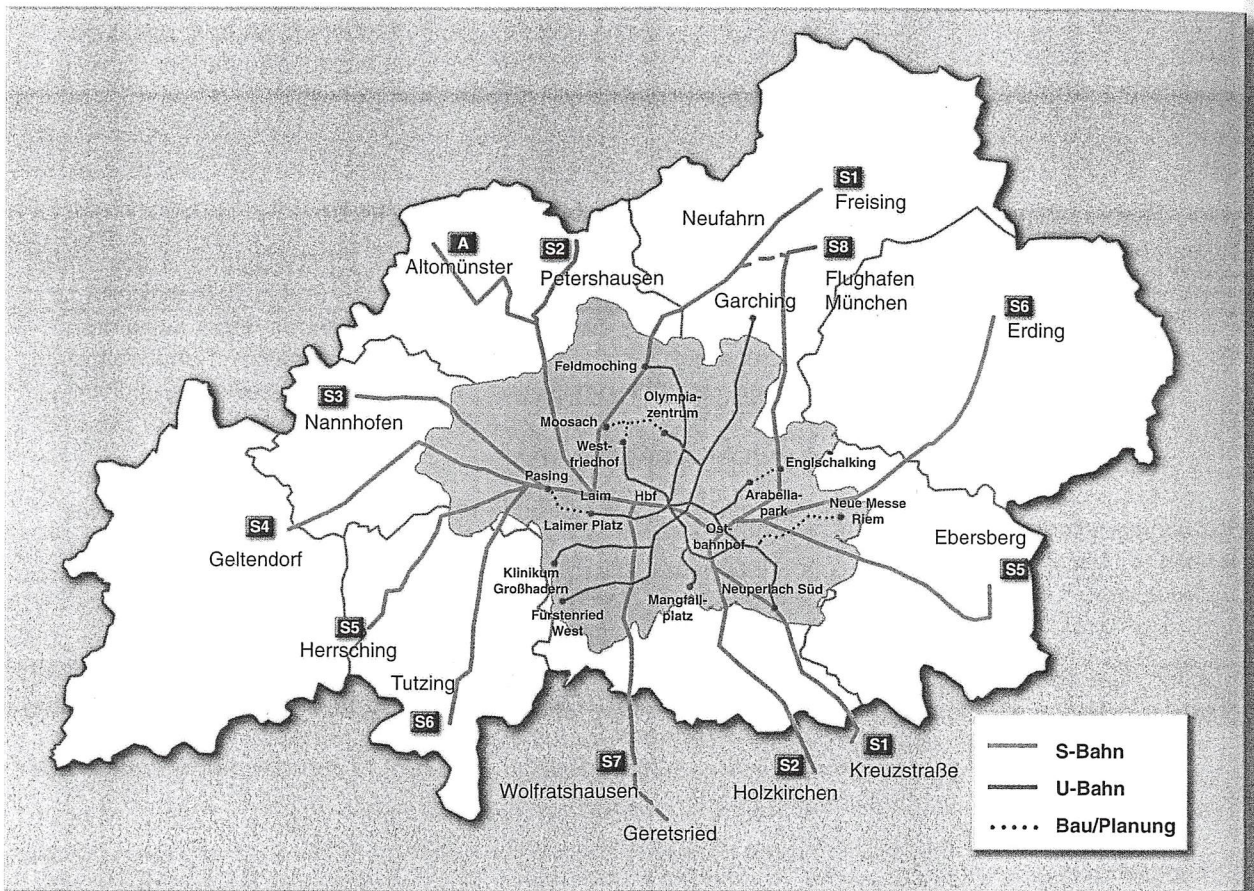 S1
Freising
Neufahrn
A
Altomünster
S2
Petershausen
S8
Flughafen
München
Garching
S6
Erding
Feldmoching
Olympia-
zentrum
S3
Nannhofen
Moosach
West-
friedhof
Englschalking
Pasing
Laim
Hbf
Arabella-
park
Neue Messe
Riem
Laimer Platz
Ost-
bahnhof
S4
Geltendorf
Ebersberg
S5
Klinikum
Großhadern
Fürstenried
West
Mangfall-
platz
Neuperlach Süd
S5
Herrsching
Tutzing
S6
S7
Wolfratshausen
S2
Holzkirchen
S1
Kreuzstraße
Geretsried
S-Bahn
U-Bahn
Bau/Planung